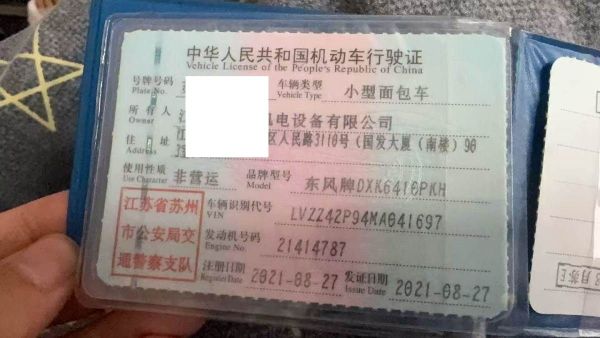 中华人民共和国机动车行驶证
Vehicle License of the People's Republic of China
号牌号码 Plate No. 车辆类型 Vehicle Type 小型面包车
所有人 Owner 机电设备有限公司
住址 Address 区人民路3110号(国发大厦(南楼)90
使用性质 Use Character 非营运 品牌型号 Model 东风牌DXK6416PKH
江苏省苏州
市公安局交
通警察支队
车辆识别代号 VIN LVZZ42P94MA041697
发动机号码 Engine No. 21414787
注册日期 Register Date 2021-08-27 发证日期 Issue Date 2021-08-27